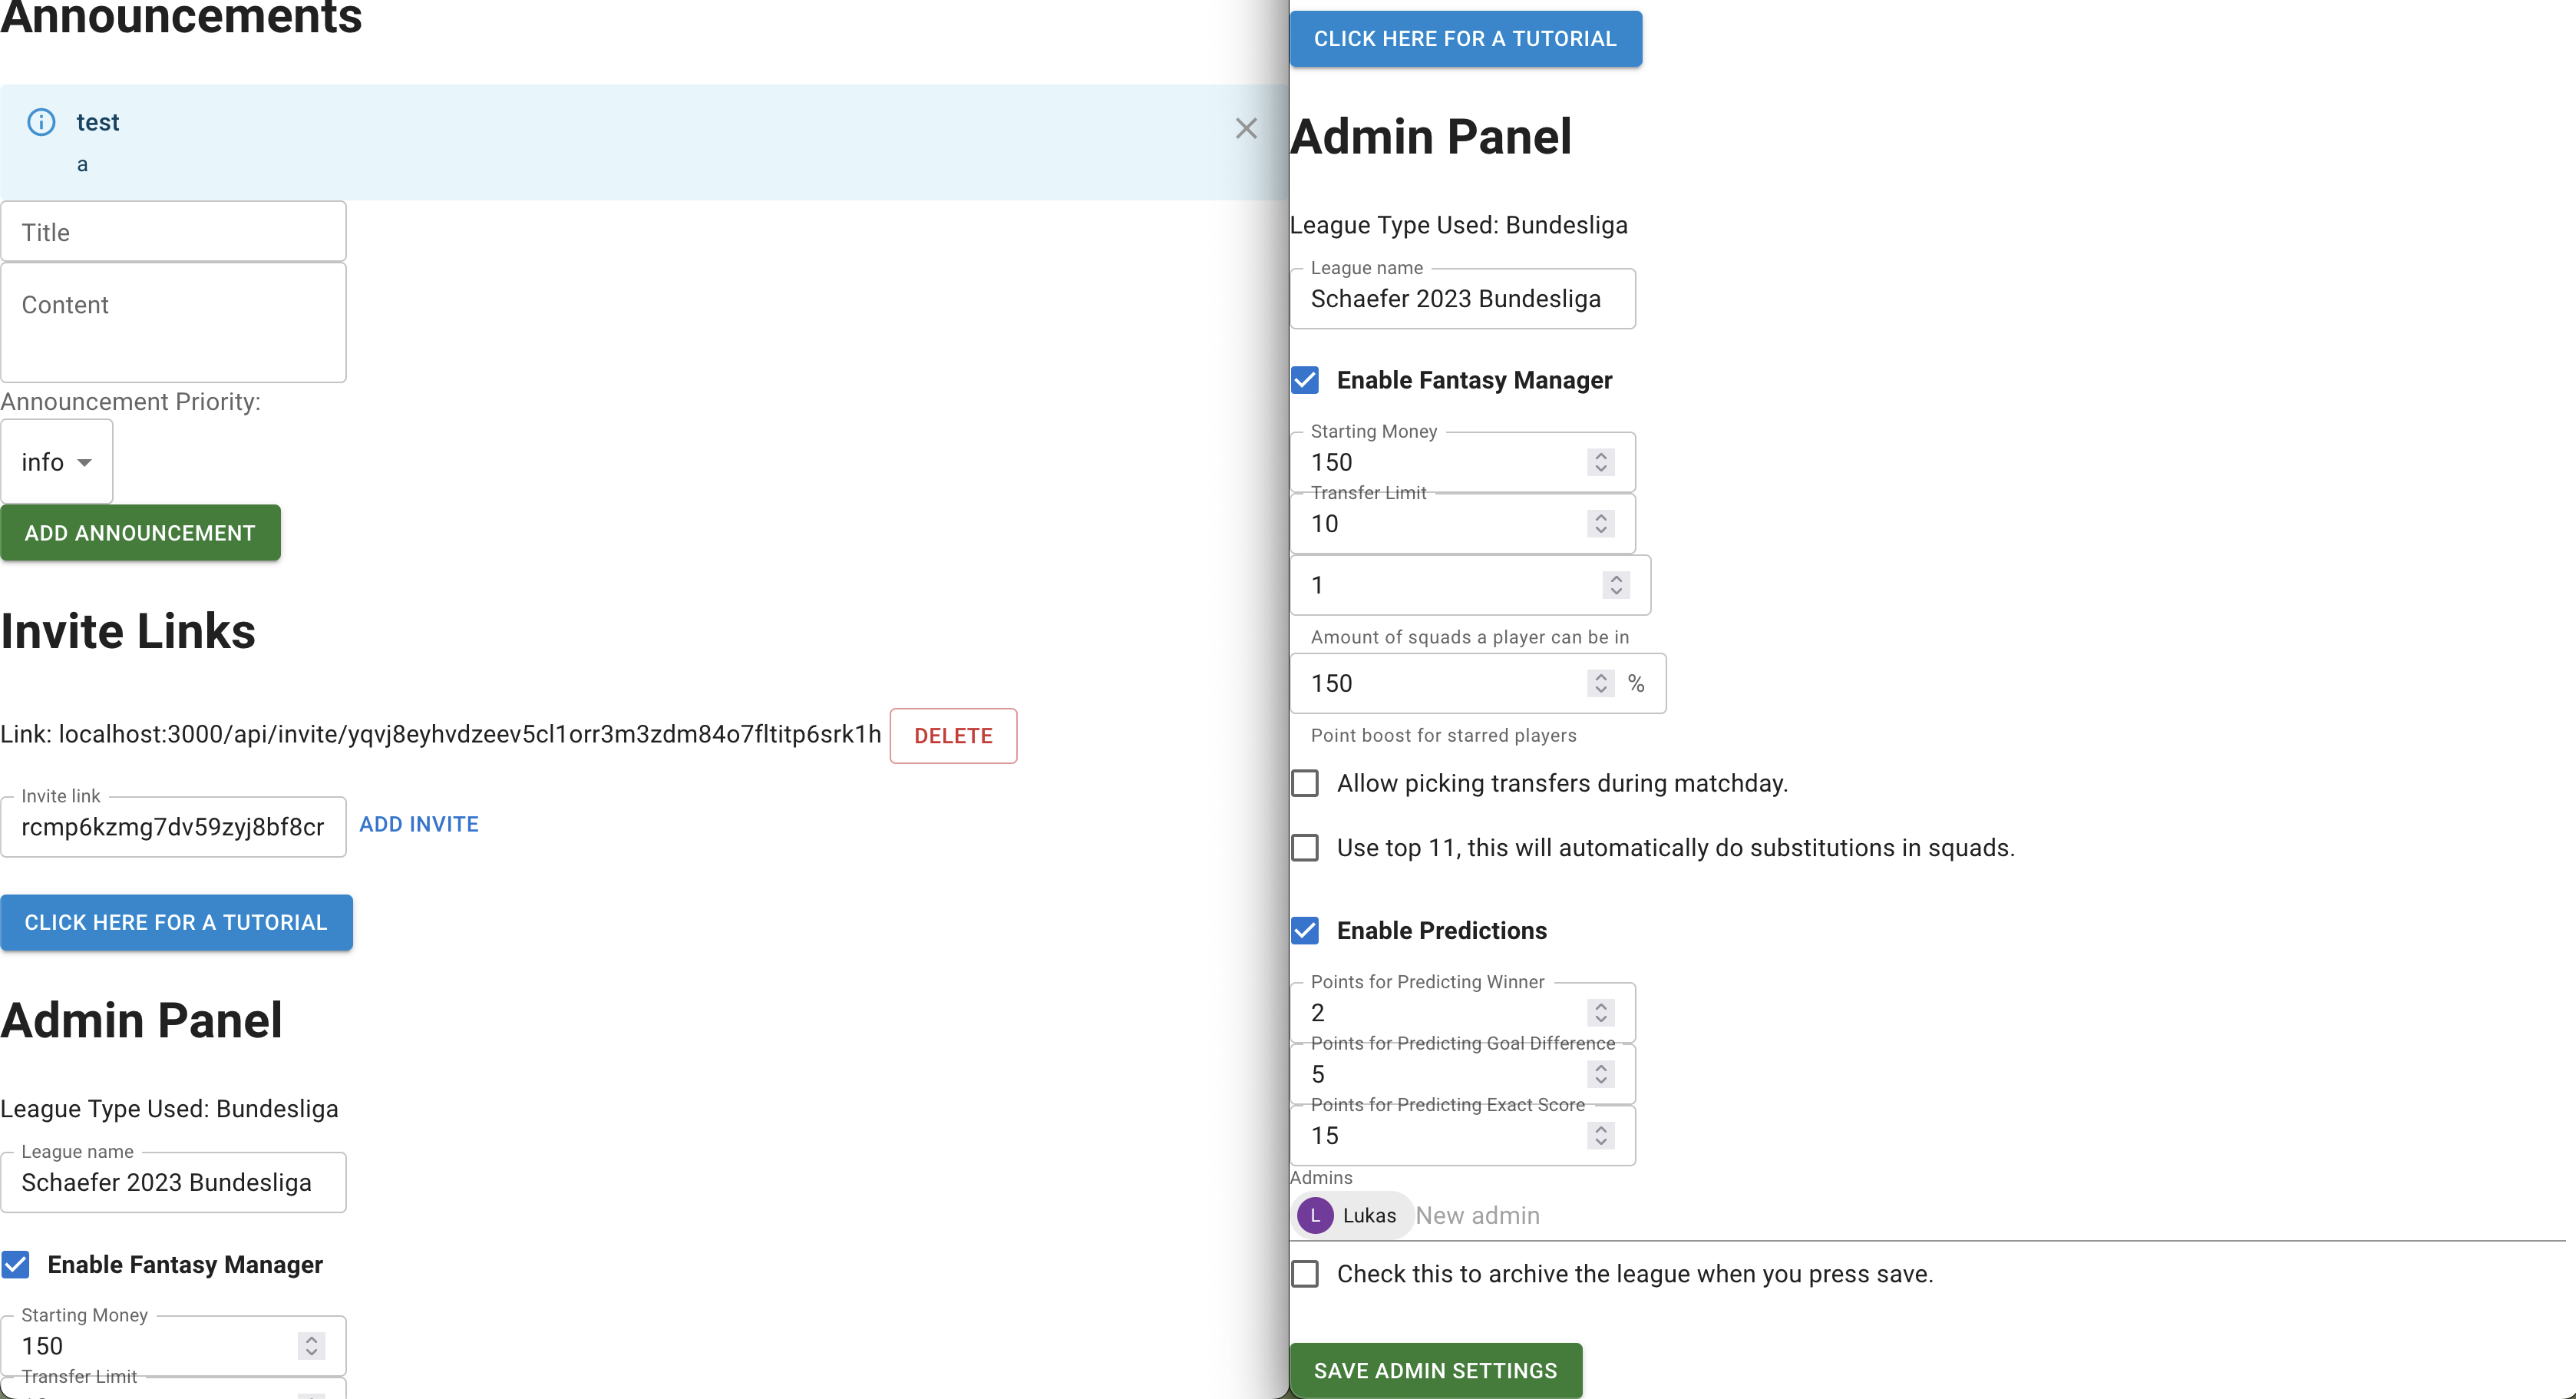 Announcements
test
a
Title
Content
Announcement Priority:
info
ADD ANNOUNCEMENT
Invite Links
Link: localhost:3000/api/invite/yqvj8eyhvdzeev5cl1orr3m3zdm84o7fltitp6srk1h
DELETE
Invite link
rcmp6kzmg7dv59zyj8bf8cr
ADD INVITE
CLICK HERE FOR A TUTORIAL
Admin Panel
League Type Used: Bundesliga
League name
Schaefer 2023 Bundesliga
Enable Fantasy Manager
Starting Money
150
Transfer Limit
CLICK HERE FOR A TUTORIAL
Admin Panel
League Type Used: Bundesliga
League name
Schaefer 2023 Bundesliga
Enable Fantasy Manager
Starting Money
150
Transfer Limit
10
1
Amount of squads a player can be in
150 %
Point boost for starred players
Allow picking transfers during matchday.
Use top 11, this will automatically do substitutions in squads.
Enable Predictions
Points for Predicting Winner
2
Points for Predicting Goal Difference
5
Points for Predicting Exact Score
15
Admins
L Lukas New admin
Check this to archive the league when you press save.
SAVE ADMIN SETTINGS